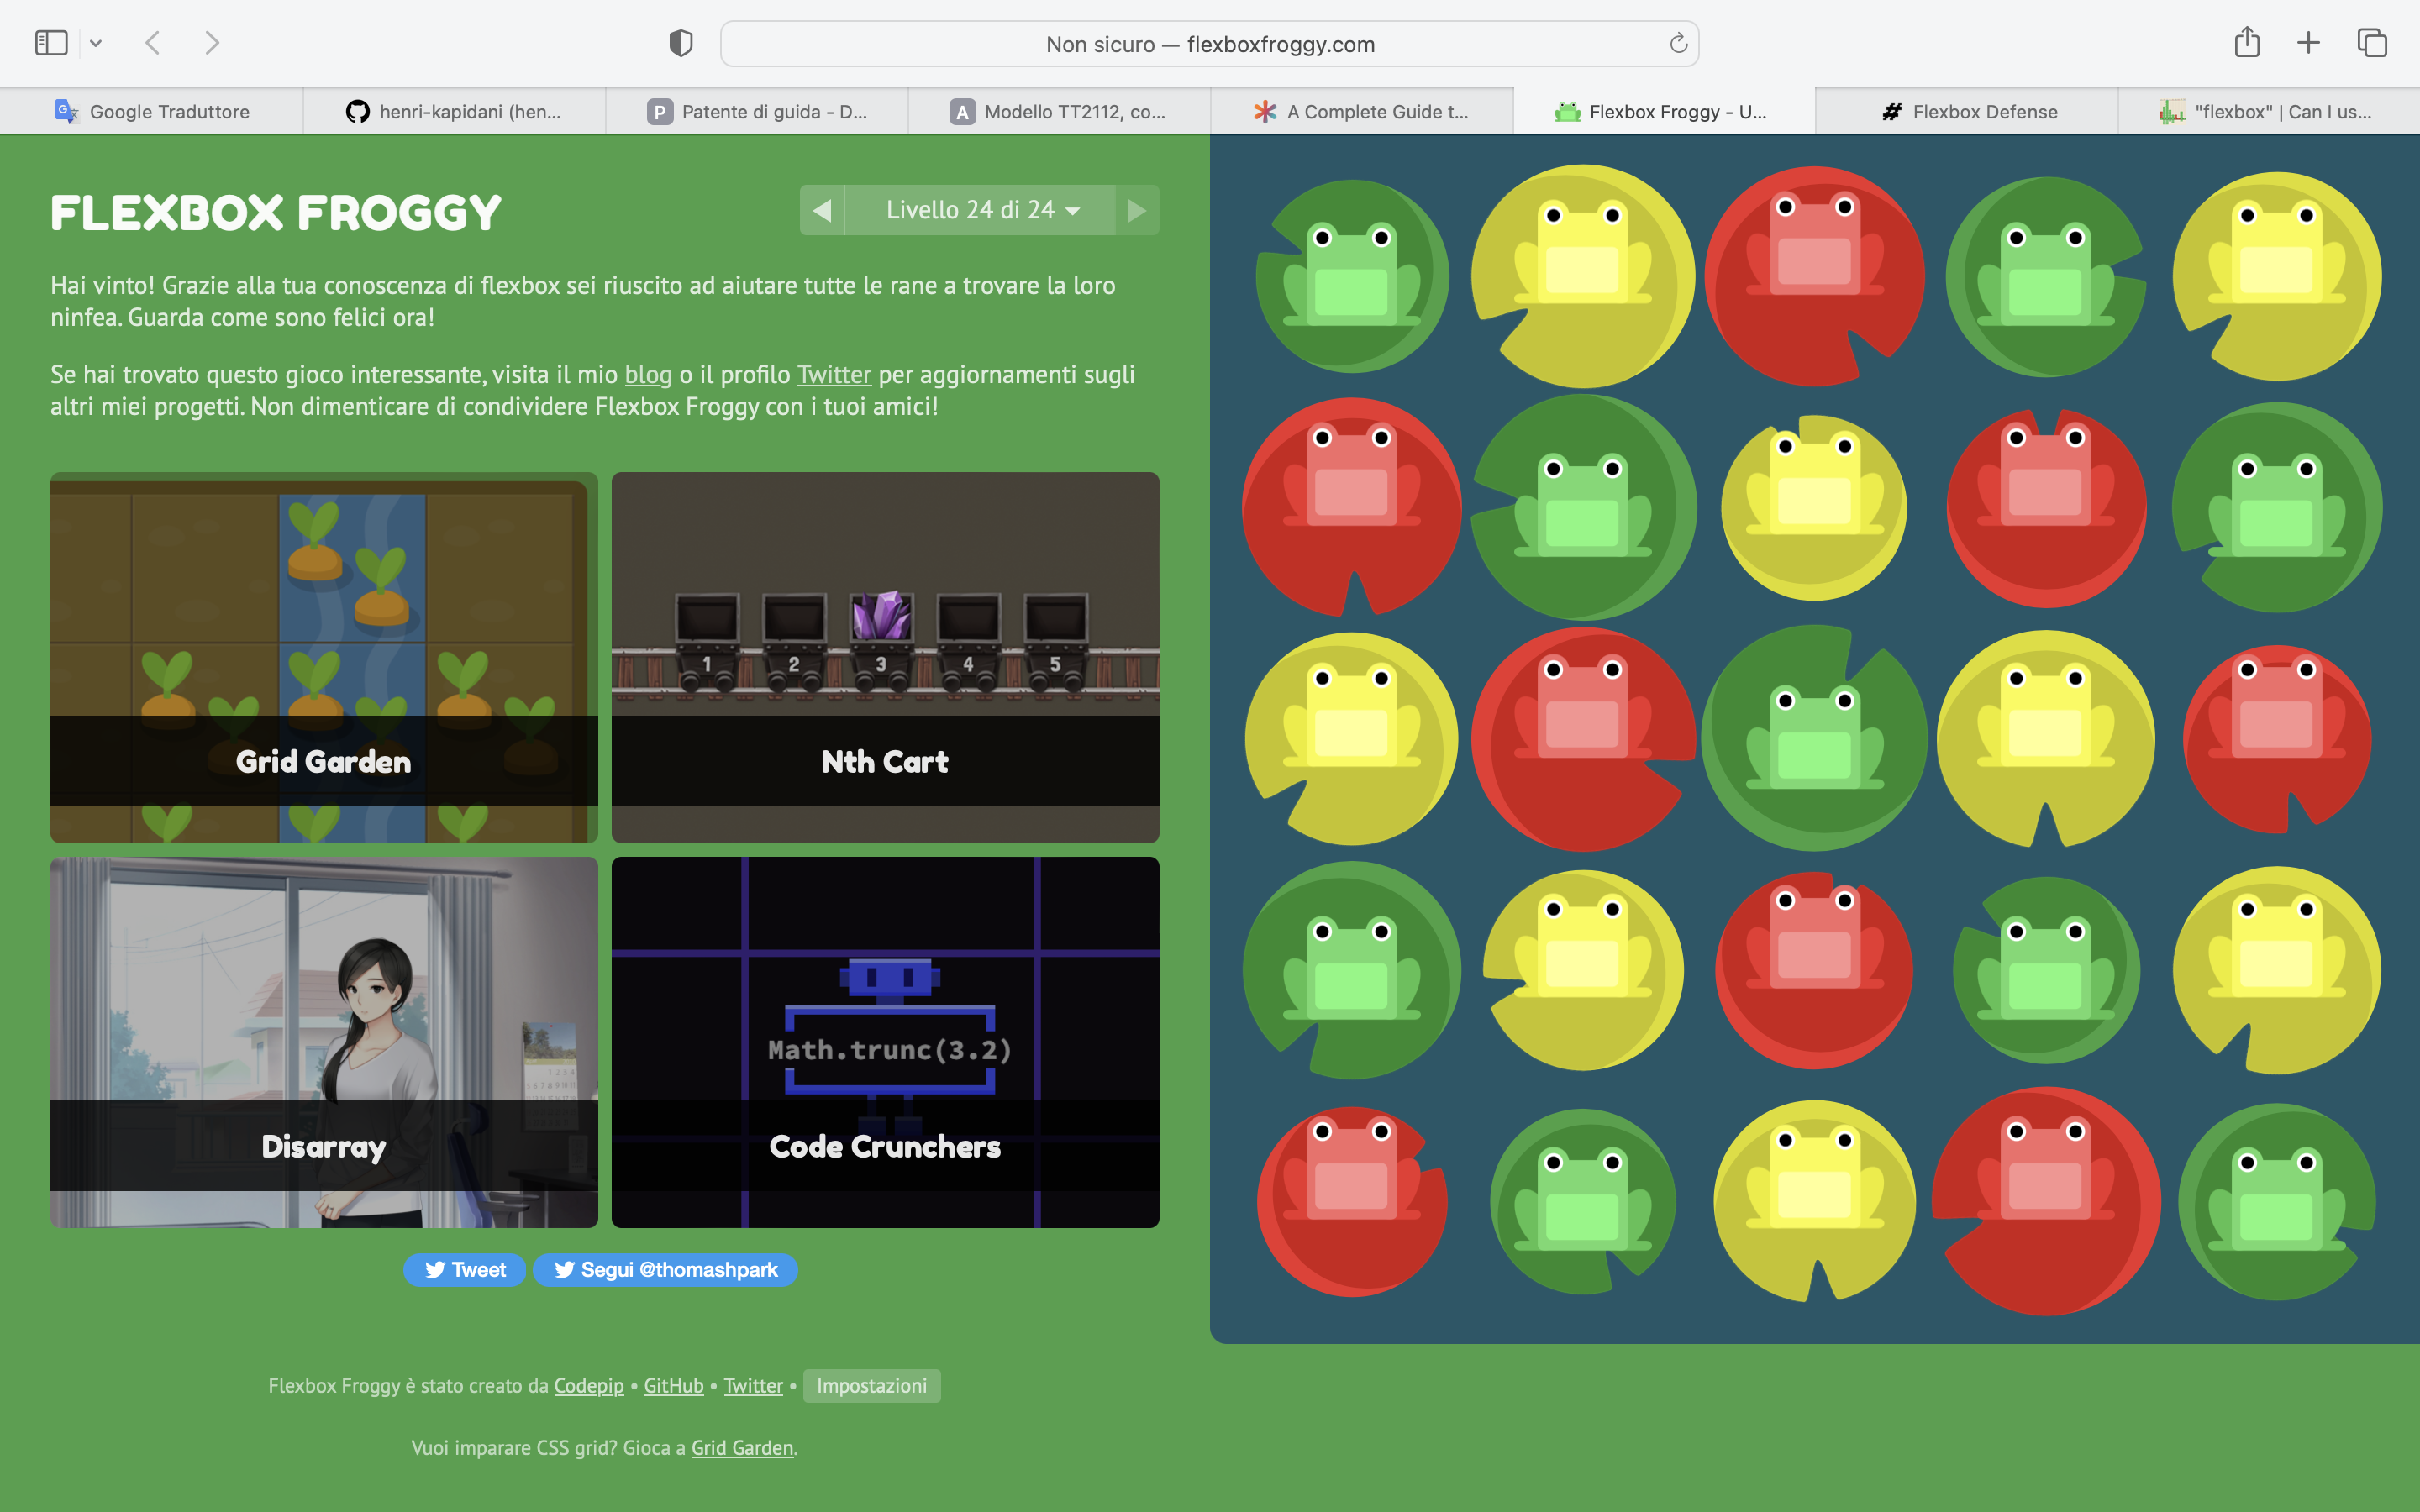 Non sicuro — flexboxfroggy.com
Google Traduttore
henri-kapidani (hen...
P Patente di guida - D...
A Modello TT2112, co...
A Complete Guide t...
Flexbox Froggy - U...
# Flexbox Defense
"flexbox" | Can I us...
FLEXBOX FROGGY
Livello 24 di 24
Hai vinto! Grazie alla tua conoscenza di flexbox sei riuscito ad aiutare tutte le rane a trovare la loro
ninfea. Guarda come sono felici ora!
Se hai trovato questo gioco interessante, visita il mio blog o il profilo Twitter per aggiornamenti sugli
altri miei progetti. Non dimenticare di condividere Flexbox Froggy con i tuoi amici!
Grid Garden
1 2 3 4 5
Nth Cart
Disarray
Math.trunc(3.2)
Code Crunchers
Tweet
Segui @thomashpark
Flexbox Froggy è stato creato da Codepip • GitHub • Twitter • Impostazioni
Vuoi imparare CSS grid? Gioca a Grid Garden.